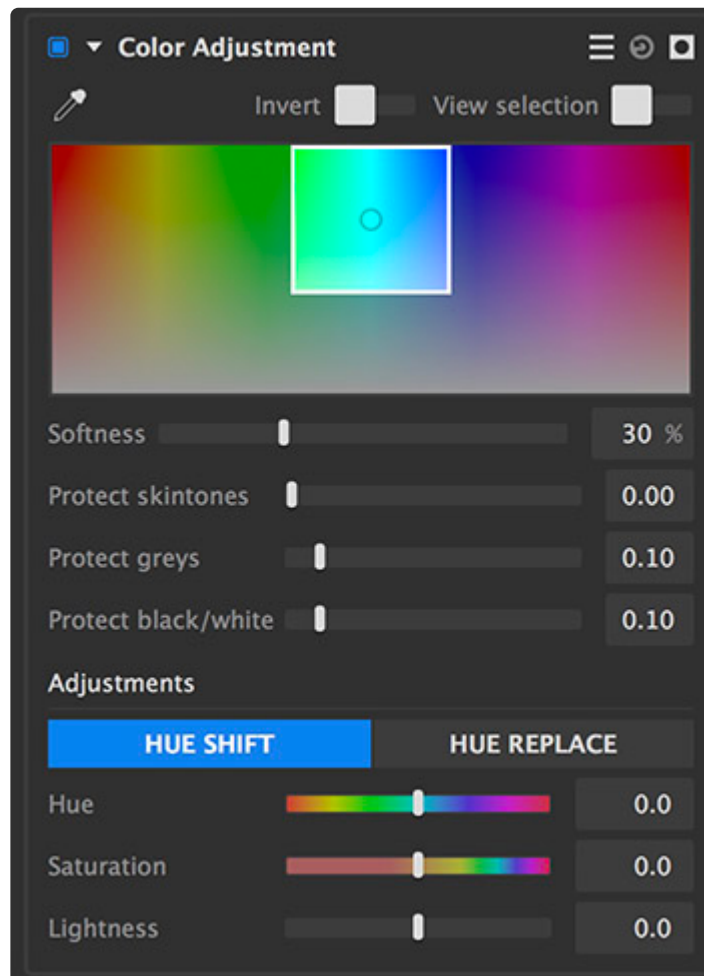 Color Adjustment
Invert View selection
Softness 30 %
Protect skintones 0.00
Protect greys 0.10
Protect black/white 0.10
Adjustments
HUE SHIFT HUE REPLACE
Hue 0.0
Saturation 0.0
Lightness 0.0